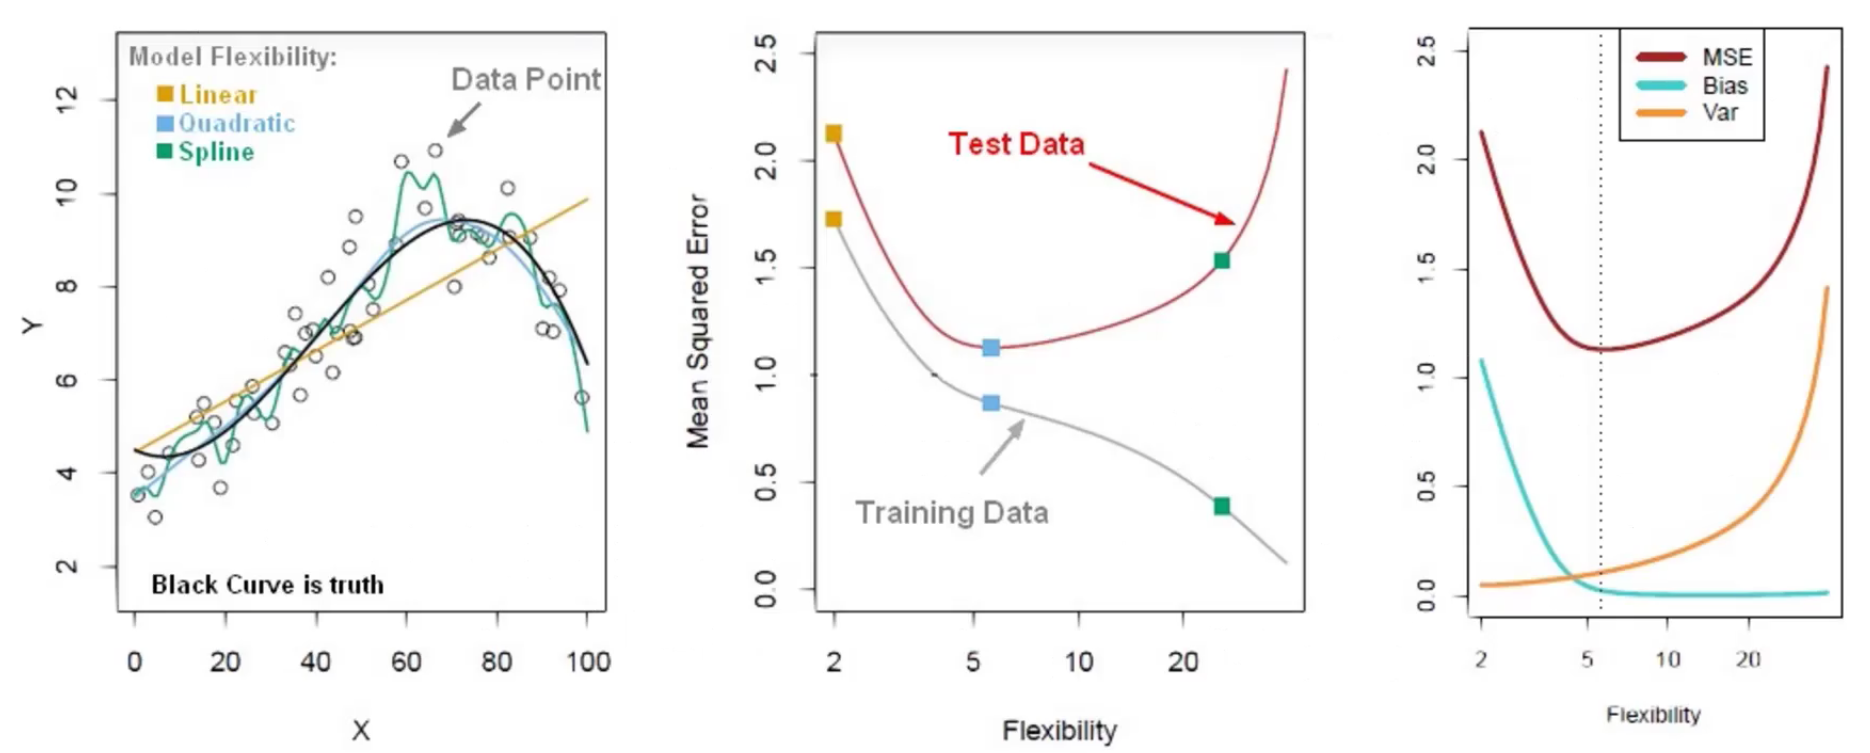 Model Flexibility:
Linear
Quadratic
Spline
Data Point
Black Curve is truth
Y
12
10
8
6
4
2
0 20 40 60 80 100
X
Test Data
Training Data
Mean Squared Error
2.5
2.0
1.5
1.0
0.5
0.0
2 5 10 20
Flexibility
MSE
Bias
Var
2.5
2.0
1.5
1.0
0.5
0.0
2 5 10 20
Flexibility